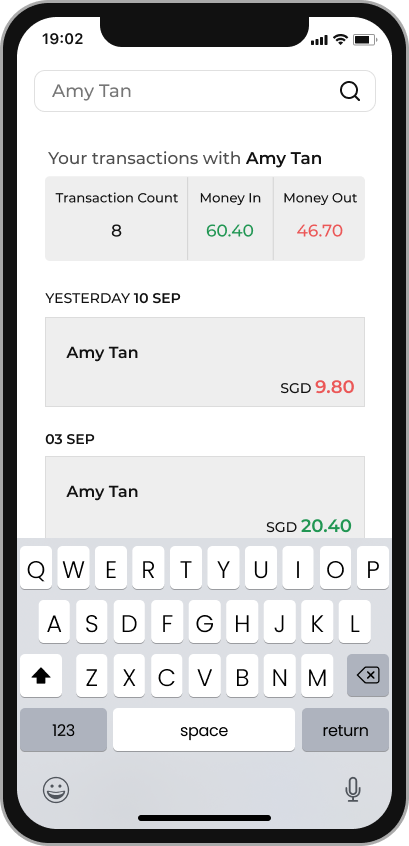 19:02
Amy Tan
Your transactions with Amy Tan
Transaction Count Money In Money Out
8 60.40 46.70
YESTERDAY 10 SEP
Amy Tan
SGD 9.80
03 SEP
Amy Tan
SGD 20.40
Q W E R T Y U I O P
A S D F G H J K L
Z X C V B N M
123 space return